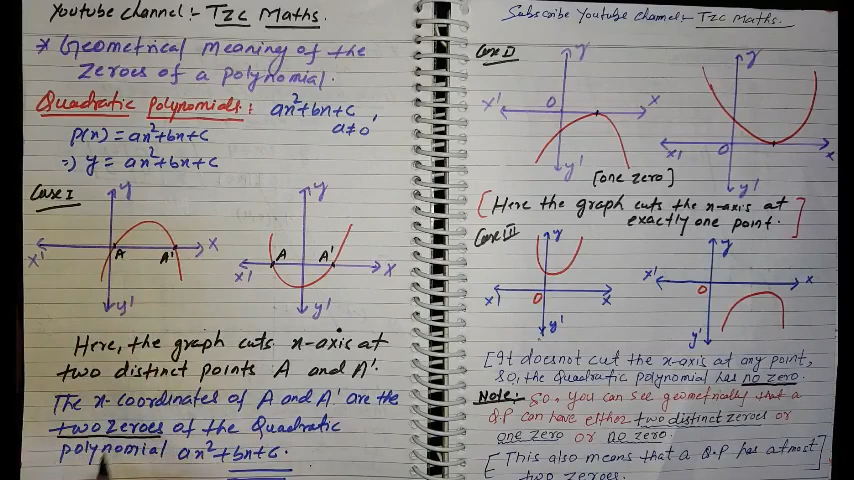 Youtube channel:- Tzc Maths.
* Geometrical meaning of the
Zeroes of a polynomial.
Quadratic polynomials: ax²+bx+c,
a≠0
p(x) = ax²+bx+c
=> y = ax²+bx+c
Case I
y y
A A' X
X'
A A'
X' X
y' y'
Here, the graph cuts x-axis at
two distinct points A and A'.
The x-coordinates of A and A' are the
two zeroes of the Quadratic
polynomial ax²+bx+c.
Subscribe Youtube channel:- Tzc Maths.
Case II
y y
X' O X
X' O X
y' y'
[one zero]
[Here the graph cuts the x-axis at
exactly one point.]
Case III
y y
X' X
O O
X' X
y' y'
[It doesnot cut the x-axis at any point,
so, the Quadratic polynomial has no zero.
Note: So, you can see geometrically that a
Q.P can have either two distinct zeroes or
one zero or no zero.
[This also means that a Q.P has atmost]
two zeroes.